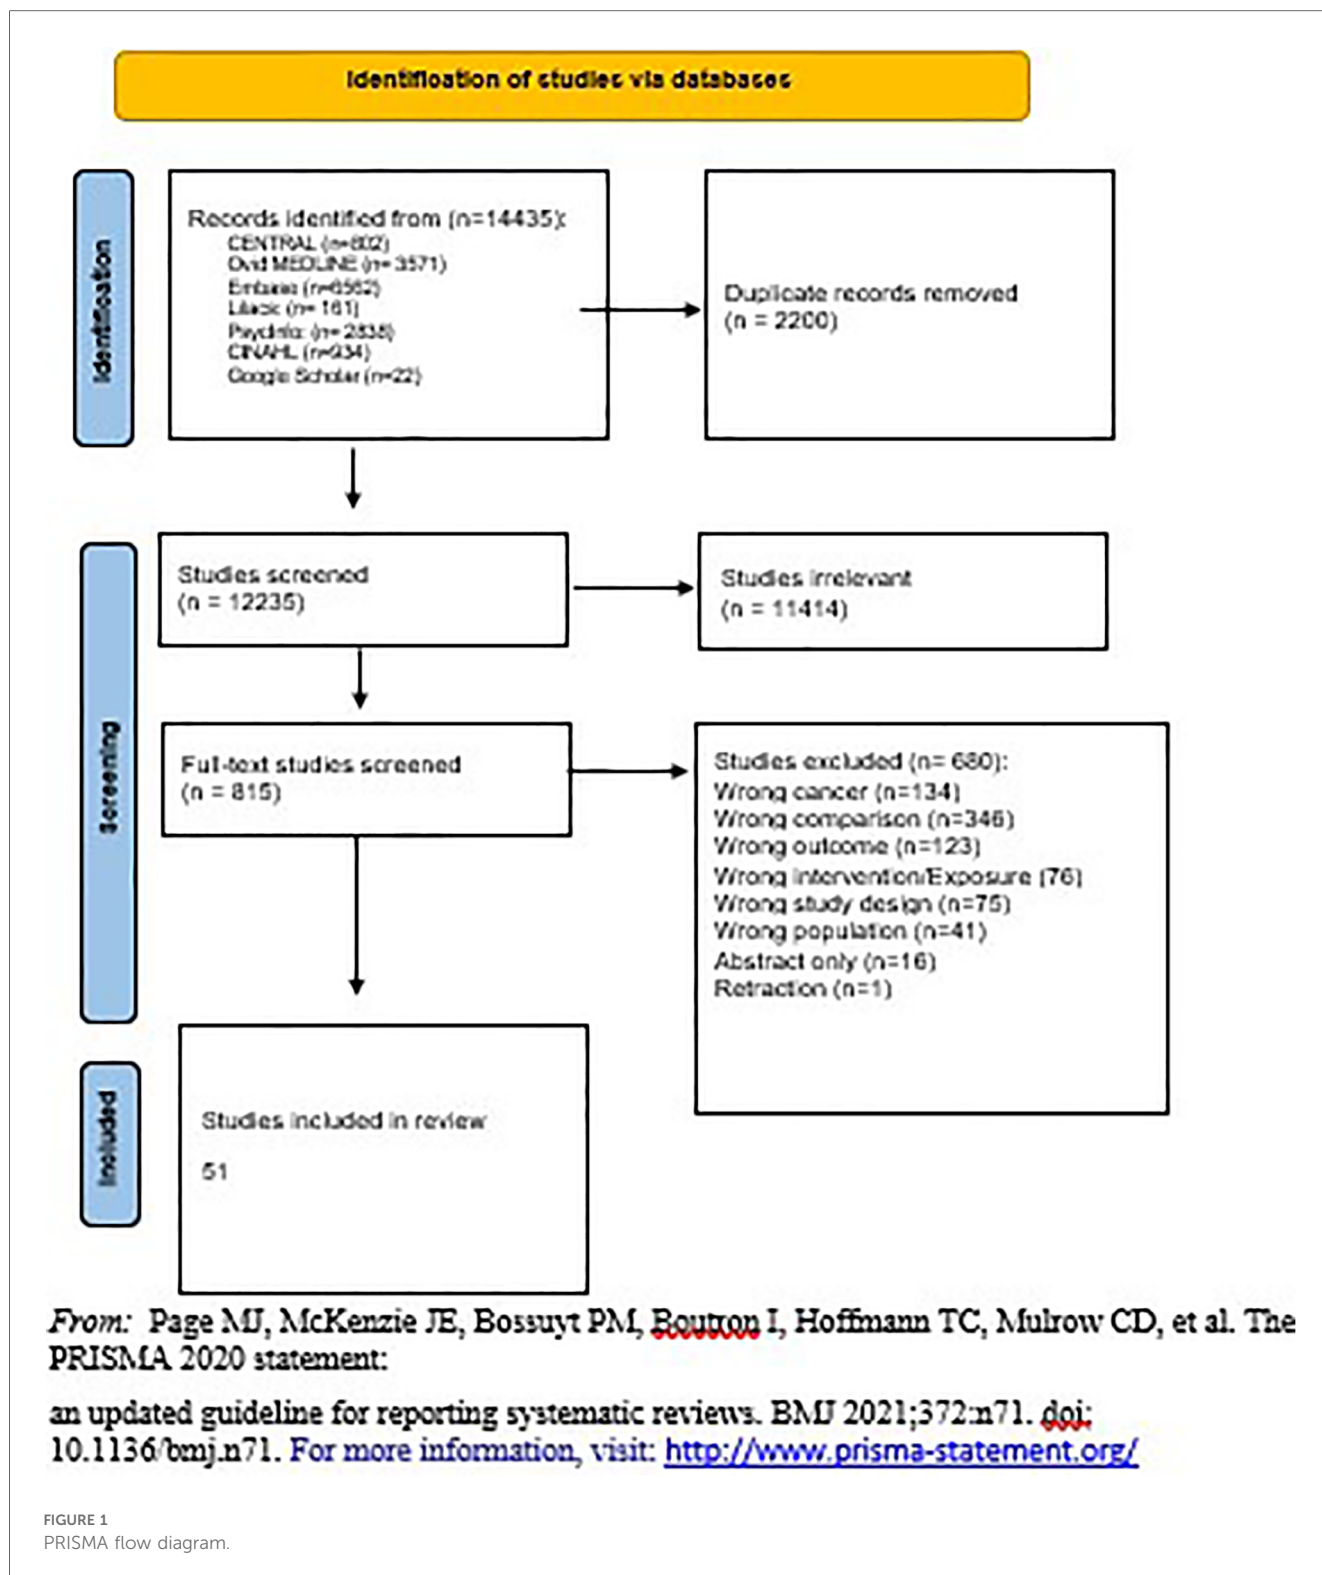 Identification of studies via databases
Identification
Records identified from (n=14435):
CENTRAL (n=802)
Ovid MEDLINE (n= 3571)
Embase (n=6562)
Lilacs (n= 161)
PsycInfo: (n= 2838)
CINAHL (n=934)
Google Scholar (n=22)
Duplicate records removed
(n = 2200)
Screening
Studies screened
(n = 12235)
Studies irrelevant
(n = 11414)
Full-text studies screened
(n = 815)
Studies excluded (n= 680):
Wrong cancer (n=134)
Wrong comparison (n=346)
Wrong outcome (n=123)
Wrong Intervention/Exposure (76)
Wrong study design (n=75)
Wrong population (n=41)
Abstract only (n=16)
Retraction (n=1)
Included
Studies included in review
51
From: Page MJ, McKenzie JE, Bossuyt PM, Boutron I, Hoffmann TC, Mulrow CD, et al. The
PRISMA 2020 statement:
an updated guideline for reporting systematic reviews. BMJ 2021;372:n71. doi:
10.1136/bmj.n71. For more information, visit: http://www.prisma-statement.org/
FIGURE 1
PRISMA flow diagram.